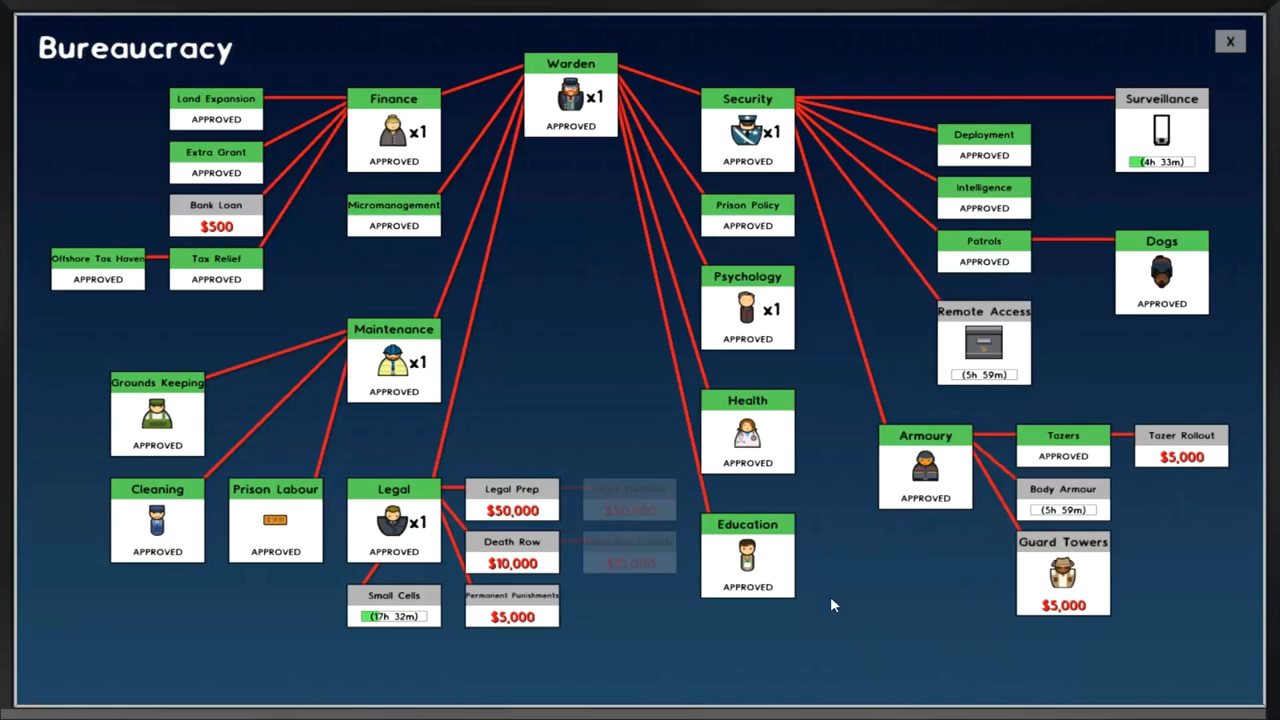 Bureaucracy
X
Warden
x1
APPROVED
Land Expansion
APPROVED
Finance
x1
APPROVED
Security
x1
APPROVED
Surveillance
(4h 33m)
Deployment
APPROVED
Extra Grant
APPROVED
Intelligence
APPROVED
Bank Loan
$500
Micromanagement
APPROVED
Prison Policy
APPROVED
Patrols
APPROVED
Dogs
APPROVED
Offshore Tax Haven
APPROVED
Tax Relief
APPROVED
Psychology
x1
APPROVED
Remote Access
(5h 59m)
Maintenance
x1
APPROVED
Grounds Keeping
APPROVED
Health
APPROVED
Armoury
APPROVED
Tazers
APPROVED
Tazer Rollout
$5,000
Cleaning
APPROVED
Prison Labour
APPROVED
Legal
x1
APPROVED
Legal Prep
$50,000
Body Armour
(5h 59m)
Death Row
$10,000
Education
APPROVED
Guard Towers
$5,000
Small Cells
(17h 32m)
Permanent Punishments
$5,000